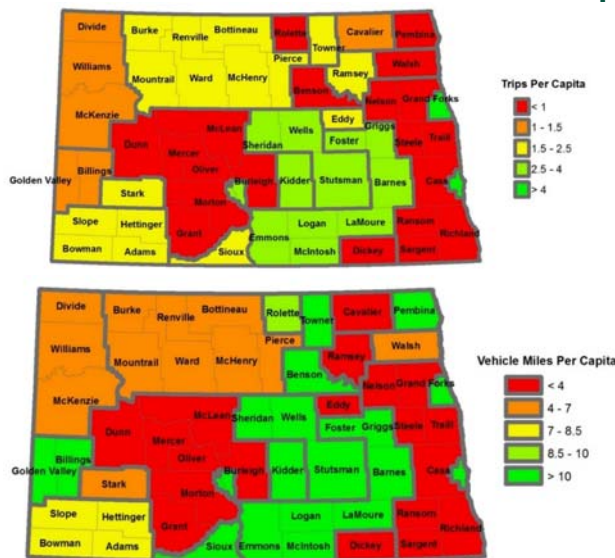 Divide Burke Renville Bottineau Rolette Towner Cavalier Pembina
Williams Mountrail Ward McHenry Pierce Ramsey Walsh
Benson Nelson Grand Forks
McKenzie McLean Sheridan Wells Eddy Foster Griggs Steele Traill
Dunn Mercer Oliver
Golden Valley Billings Stark Morton Burleigh Kidder Stutsman Barnes Cass
Slope Hettinger Grant Emmons Logan LaMoure Ransom Richland
Bowman Adams Sioux McIntosh Dickey Sargent
Trips Per Capita
< 1
1 - 1.5
1.5 - 2.5
2.5 - 4
> 4
Divide Burke Renville Bottineau Rolette Towner Cavalier Pembina
Williams Mountrail Ward McHenry Pierce Ramsey Walsh
Benson Nelson Grand Forks
McKenzie McLean Sheridan Wells Eddy Foster Griggs Steele Traill
Dunn Mercer Oliver
Golden Valley Billings Stark Morton Burleigh Kidder Stutsman Barnes Cass
Slope Hettinger Grant Emmons Logan LaMoure Ransom Richland
Bowman Adams Sioux McIntosh Dickey Sargent
Vehicle Miles Per Capita
< 4
4 - 7
7 - 8.5
8.5 - 10
> 10